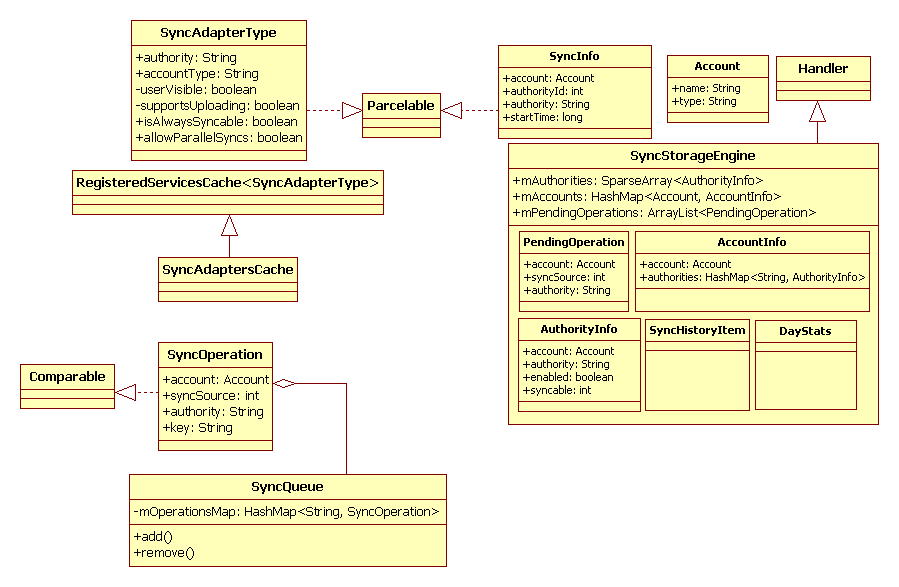 SyncAdapterType
+authority: String
+accountType: String
-userVisible: boolean
-supportsUploading: boolean
+isAlwaysSyncable: boolean
+allowParallelSyncs: boolean
Parcelable
SyncInfo
+account: Account
+authorityId: int
+authority: String
+startTime: long
Account
+name: String
+type: String
Handler
RegisteredServicesCache<SyncAdapterType>
SyncAdaptersCache
SyncStorageEngine
+mAuthorities: SparseArray<AuthorityInfo>
+mAccounts: HashMap<Account, AccountInfo>
+mPendingOperations: ArrayList<PendingOperation>
PendingOperation
+account: Account
+syncSource: int
+authority: String
AccountInfo
+account: Account
+authorities: HashMap<String, AuthorityInfo>
AuthorityInfo
+account: Account
+authority: String
+enabled: boolean
+syncable: int
SyncHistoryItem
DayStats
Comparable
SyncOperation
+account: Account
+syncSource: int
+authority: String
+key: String
SyncQueue
-mOperationsMap: HashMap<String, SyncOperation>
+add()
+remove()